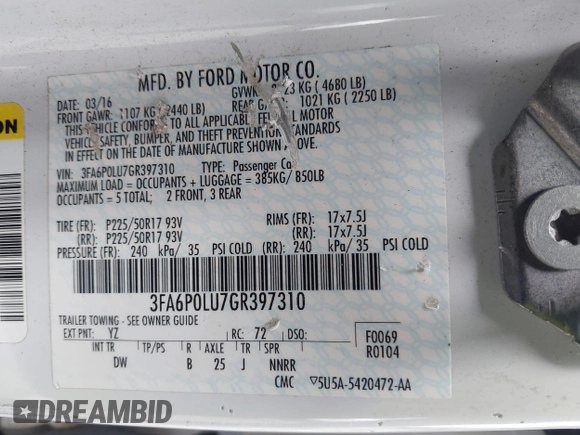 MFD. BY FORD MOTOR CO.
DATE: 03/16
GVWR: 23 KG ( 4680 LB)
FRONT GAWR: 1107 KG 2440 LB)
REAR 1021 KG ( 2250 LB)
THIS VEHICLE CONFORMS TO ALL APPLICABLE MOTOR
VEHICLE SAFETY, BUMPER, AND THEFT PREVENTION STANDARDS
IN EFFECT ON THE DATE OF MANUFACTURE SHOWN OVE.
VIN: 3FA6P0LU7GR397310 TYPE: Passenger Ca
MAXIMUM LOAD = OCCUPANTS + LUGGAGE = 385KG/ 850LB
OCCUPANTS = 5 TOTAL; 2 FRONT, 3 REAR
TIRE (FR): P225/50R17 93V RIMS (FR): 17x7.5J
(RR): P225/50R17 93V (RR): 17x7.5J
PRESSURE (FR): 240 kPa/ 35 PSI COLD (RR): 240 kPa/ 35 PSI COLD
3FA6P0LU7GR397310
TRAILER TOWING - SEE OWNER GUIDE
EXT PNT: YZ RC: 72 DSO:
F0069
R0104
INT TR TP/PS R AXLE TR SPR
DW B 25 J NNRR
CMC ▽5U5A-5420472-AA
ON
DREAMBID
DREAMBID